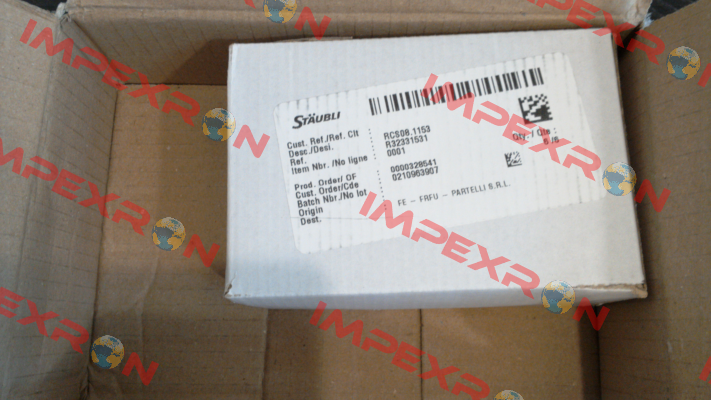 STÄUBLI
Cust. Ref./Ref. Clt : RCS08.1153
Desc./Desi. : R32331531
Ref. : 0001
Item Nbr. /No ligne :
Prod. Order/ OF : 0000328541
Cust. Order/Cde : 0210963907
Batch Nbr./No lot :
Origin : FE - FRFU - PARTELLI S.R.L.
Dest. :
Qty. / Qte :
6 /6
IMPEXRON
IMPEXRON
IMPEXRON
IMPEXRON
IMPEXRON
IMPEXRON